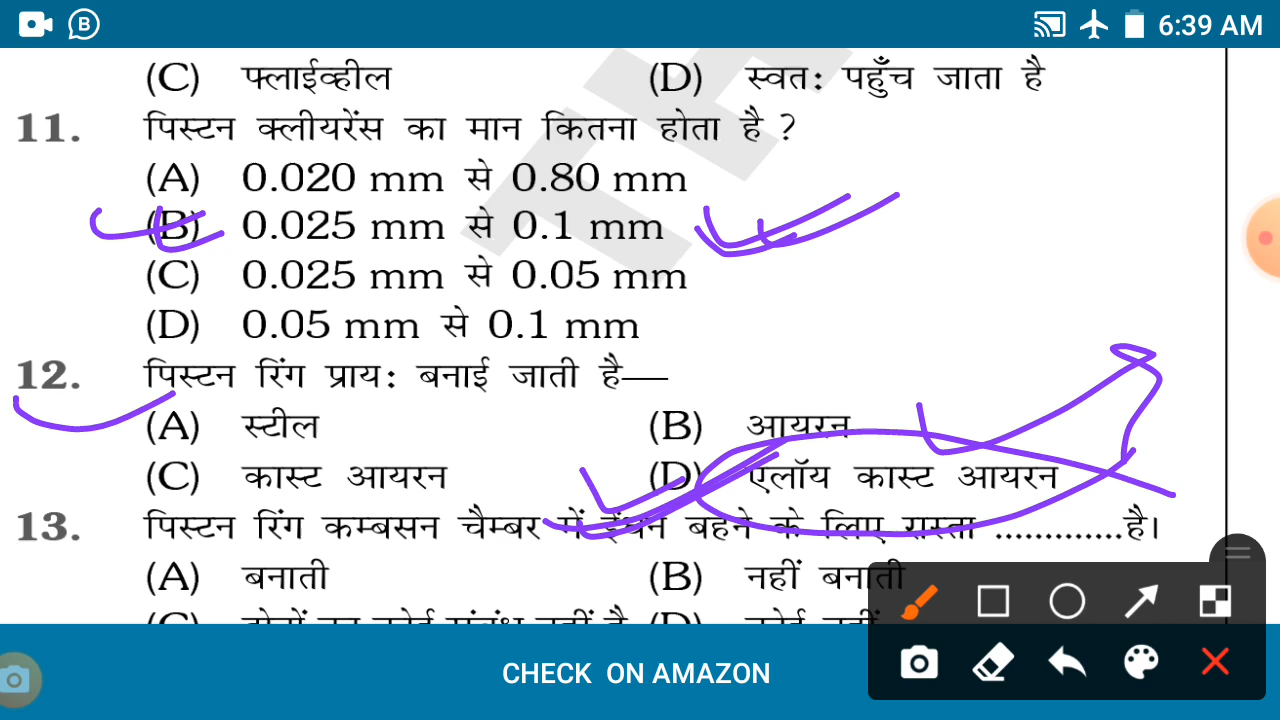 6:39 AM
(C) फ्लाईव्हील (D) स्वतः पहुँच जाता है
11. पिस्टन क्लीयरेंस का मान कितना होता है ?
(A) 0.020 mm से 0.80 mm
(B) 0.025 mm से 0.1 mm
(C) 0.025 mm से 0.05 mm
(D) 0.05 mm से 0.1 mm
12. पिस्टन रिंग प्रायः बनाई जाती है—
(A) स्टील (B) आयरन
(C) कास्ट आयरन (D) एलॉय कास्ट आयरन
13. पिस्टन रिंग कम्बसन चैम्बर में ईंधन बहने के लिए रास्ता .............है।
(A) बनाती (B) नहीं बनाती
CHECK ON AMAZON